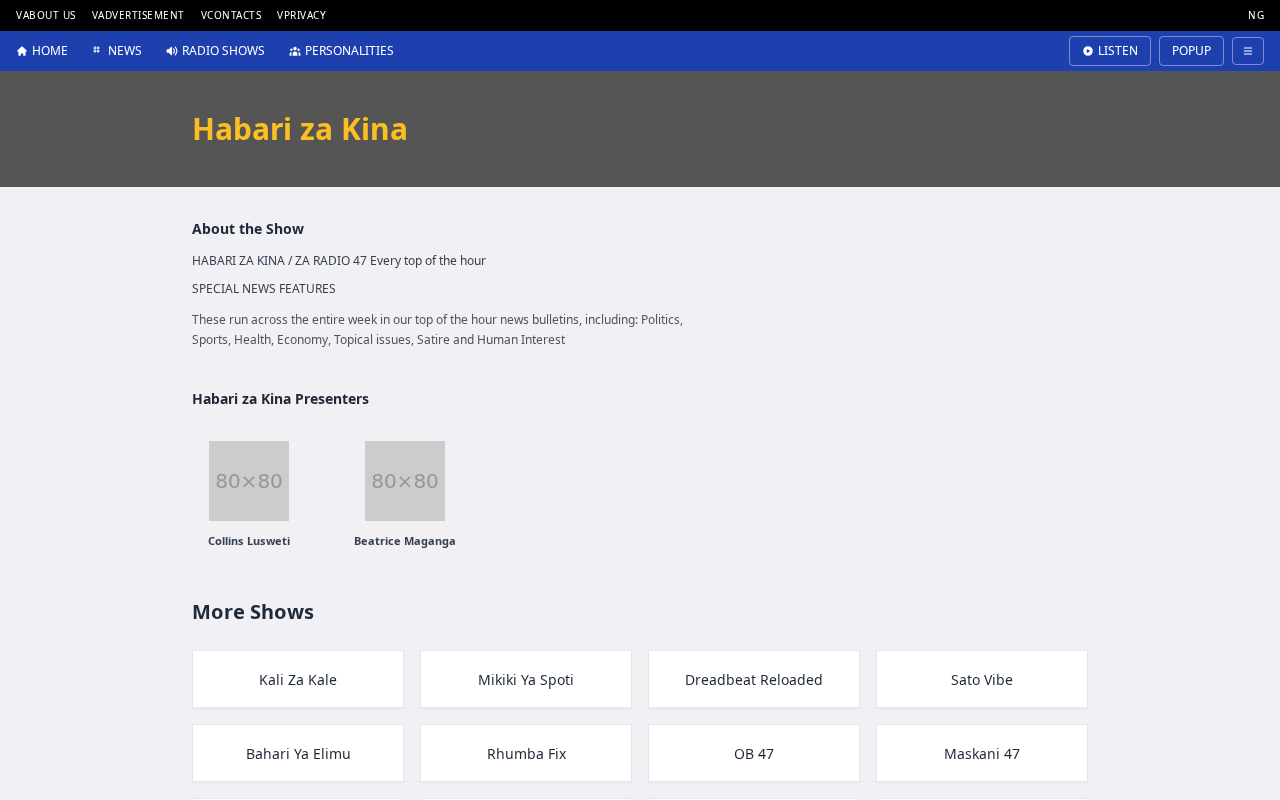 VABOUT US VADVERTISEMENT VCONTACTS VPRIVACY NG
HOME NEWS RADIO SHOWS PERSONALITIES LISTEN POPUP
Habari za Kina
About the Show
HABARI ZA KINA / ZA RADIO 47 Every top of the hour
SPECIAL NEWS FEATURES
These run across the entire week in our top of the hour news bulletins, including: Politics,
Sports, Health, Economy, Topical issues, Satire and Human Interest
Habari za Kina Presenters
80×80 80×80
Collins Lusweti Beatrice Maganga
More Shows
Kali Za Kale Mikiki Ya Spoti Dreadbeat Reloaded Sato Vibe
Bahari Ya Elimu Rhumba Fix OB 47 Maskani 47